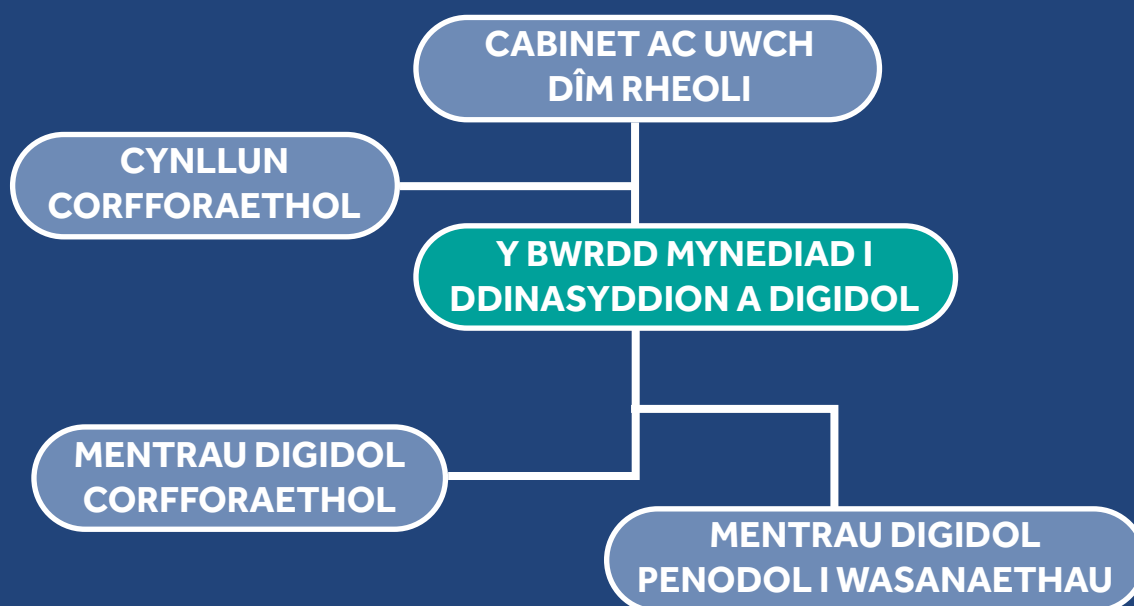 CABINET AC UWCH
DÎM RHEOLI
CYNLLUN
CORFFORAETHOL
Y BWRDD MYNEDIAD I
DDINASYDDION A DIGIDOL
MENTRAU DIGIDOL
CORFFORAETHOL
MENTRAU DIGIDOL
PENODOL I WASANAETHAU